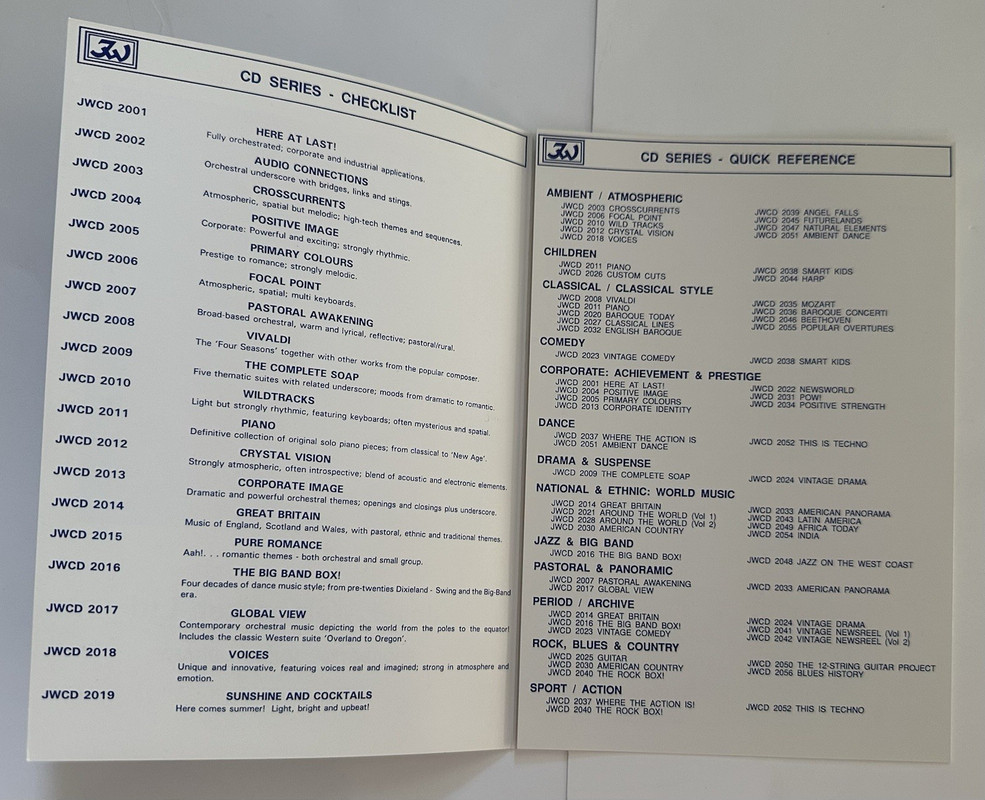 JW
CD SERIES - CHECKLIST
JWCD 2001
HERE AT LAST!
Fully orchestrated; corporate and industrial applications.
JWCD 2002
AUDIO CONNECTIONS
Orchestral underscore with bridges, links and stings.
JWCD 2003
CROSSCURRENTS
Atmospheric, spatial but melodic; high-tech themes and sequences.
JWCD 2004
POSITIVE IMAGE
Corporate: Powerful and exciting; strongly rhythmic.
JWCD 2005
PRIMARY COLOURS
Prestige to romance; strongly melodic.
JWCD 2006
FOCAL POINT
Atmospheric, spatial; multi keyboards.
JWCD 2007
PASTORAL AWAKENING
Broad-based orchestral, warm and lyrical, reflective; pastoral/rural.
JWCD 2008
VIVALDI
The 'Four Seasons' together with other works from the popular composer.
JWCD 2009
THE COMPLETE SOAP
Five thematic suites with related underscore; moods from dramatic to romantic.
JWCD 2010
WILDTRACKS
Light but strongly rhythmic, featuring keyboards; often mysterious and spatial.
JWCD 2011
PIANO
Definitive collection of original solo piano pieces; from classical to 'New Age'.
JWCD 2012
CRYSTAL VISION
Strongly atmospheric, often introspective; blend of acoustic and electronic elements.
JWCD 2013
CORPORATE IMAGE
Dramatic and powerful orchestral themes; openings and closings plus underscore.
JWCD 2014
GREAT BRITAIN
Music of England, Scotland and Wales, with pastoral, ethnic and traditional themes.
JWCD 2015
PURE ROMANCE
Aah!. . . romantic themes - both orchestral and small group.
JWCD 2016
THE BIG BAND BOX!
Four decades of dance music style; from pre-twenties Dixieland - Swing and the Big-Band
era.
JWCD 2017
GLOBAL VIEW
Contemporary orchestral music depicting the world from the poles to the equator!
Includes the classic Western suite 'Overland to Oregon'.
JWCD 2018
VOICES
Unique and innovative, featuring voices real and imagined; strong in atmosphere and
emotion.
JWCD 2019
SUNSHINE AND COCKTAILS
Here comes summer! Light, bright and upbeat!
JW
CD SERIES - QUICK REFERENCE
AMBIENT / ATMOSPHERIC
JWCD 2003 CROSSCURRENTS
JWCD 2006 FOCAL POINT
JWCD 2010 WILD TRACKS
JWCD 2012 CRYSTAL VISION
JWCD 2018 VOICES
JWCD 2039 ANGEL FALLS
JWCD 2045 FUTURELANDS
JWCD 2047 NATURAL ELEMENTS
JWCD 2051 AMBIENT DANCE
CHILDREN
JWCD 2011 PIANO
JWCD 2026 CUSTOM CUTS
JWCD 2038 SMART KIDS
JWCD 2044 HARP
CLASSICAL / CLASSICAL STYLE
JWCD 2008 VIVALDI
JWCD 2011 PIANO
JWCD 2020 BAROQUE TODAY
JWCD 2027 CLASSICAL LINES
JWCD 2032 ENGLISH BAROQUE
JWCD 2035 MOZART
JWCD 2036 BAROQUE CONCERTI
JWCD 2046 BEETHOVEN
JWCD 2055 POPULAR OVERTURES
COMEDY
JWCD 2023 VINTAGE COMEDY
JWCD 2038 SMART KIDS
CORPORATE: ACHIEVEMENT & PRESTIGE
JWCD 2001 HERE AT LAST!
JWCD 2004 POSITIVE IMAGE
JWCD 2005 PRIMARY COLOURS
JWCD 2013 CORPORATE IDENTITY
JWCD 2022 NEWSWORLD
JWCD 2031 POW!
JWCD 2034 POSITIVE STRENGTH
DANCE
JWCD 2037 WHERE THE ACTION IS
JWCD 2051 AMBIENT DANCE
JWCD 2052 THIS IS TECHNO
DRAMA & SUSPENSE
JWCD 2009 THE COMPLETE SOAP
JWCD 2024 VINTAGE DRAMA
NATIONAL & ETHNIC: WORLD MUSIC
JWCD 2014 GREAT BRITAIN
JWCD 2021 AROUND THE WORLD (Vol 1)
JWCD 2028 AROUND THE WORLD (Vol 2)
JWCD 2030 AMERICAN COUNTRY
JWCD 2033 AMERICAN PANORAMA
JWCD 2043 LATIN AMERICA
JWCD 2049 AFRICA TODAY
JWCD 2054 INDIA
JAZZ & BIG BAND
JWCD 2016 THE BIG BAND BOX!
JWCD 2048 JAZZ ON THE WEST COAST
PASTORAL & PANORAMIC
JWCD 2007 PASTORAL AWAKENING
JWCD 2017 GLOBAL VIEW
JWCD 2033 AMERICAN PANORAMA
PERIOD / ARCHIVE
JWCD 2014 GREAT BRITAIN
JWCD 2016 THE BIG BAND BOX!
JWCD 2023 VINTAGE COMEDY
JWCD 2024 VINTAGE DRAMA
JWCD 2041 VINTAGE NEWSREEL (Vol 1)
JWCD 2042 VINTAGE NEWSREEL (Vol 2)
ROCK, BLUES & COUNTRY
JWCD 2025 GUITAR
JWCD 2030 AMERICAN COUNTRY
JWCD 2040 THE ROCK BOX!
JWCD 2050 THE 12-STRING GUITAR PROJECT
JWCD 2056 BLUES HISTORY
SPORT / ACTION
JWCD 2037 WHERE THE ACTION IS!
JWCD 2040 THE ROCK BOX!
JWCD 2052 THIS IS TECHNO